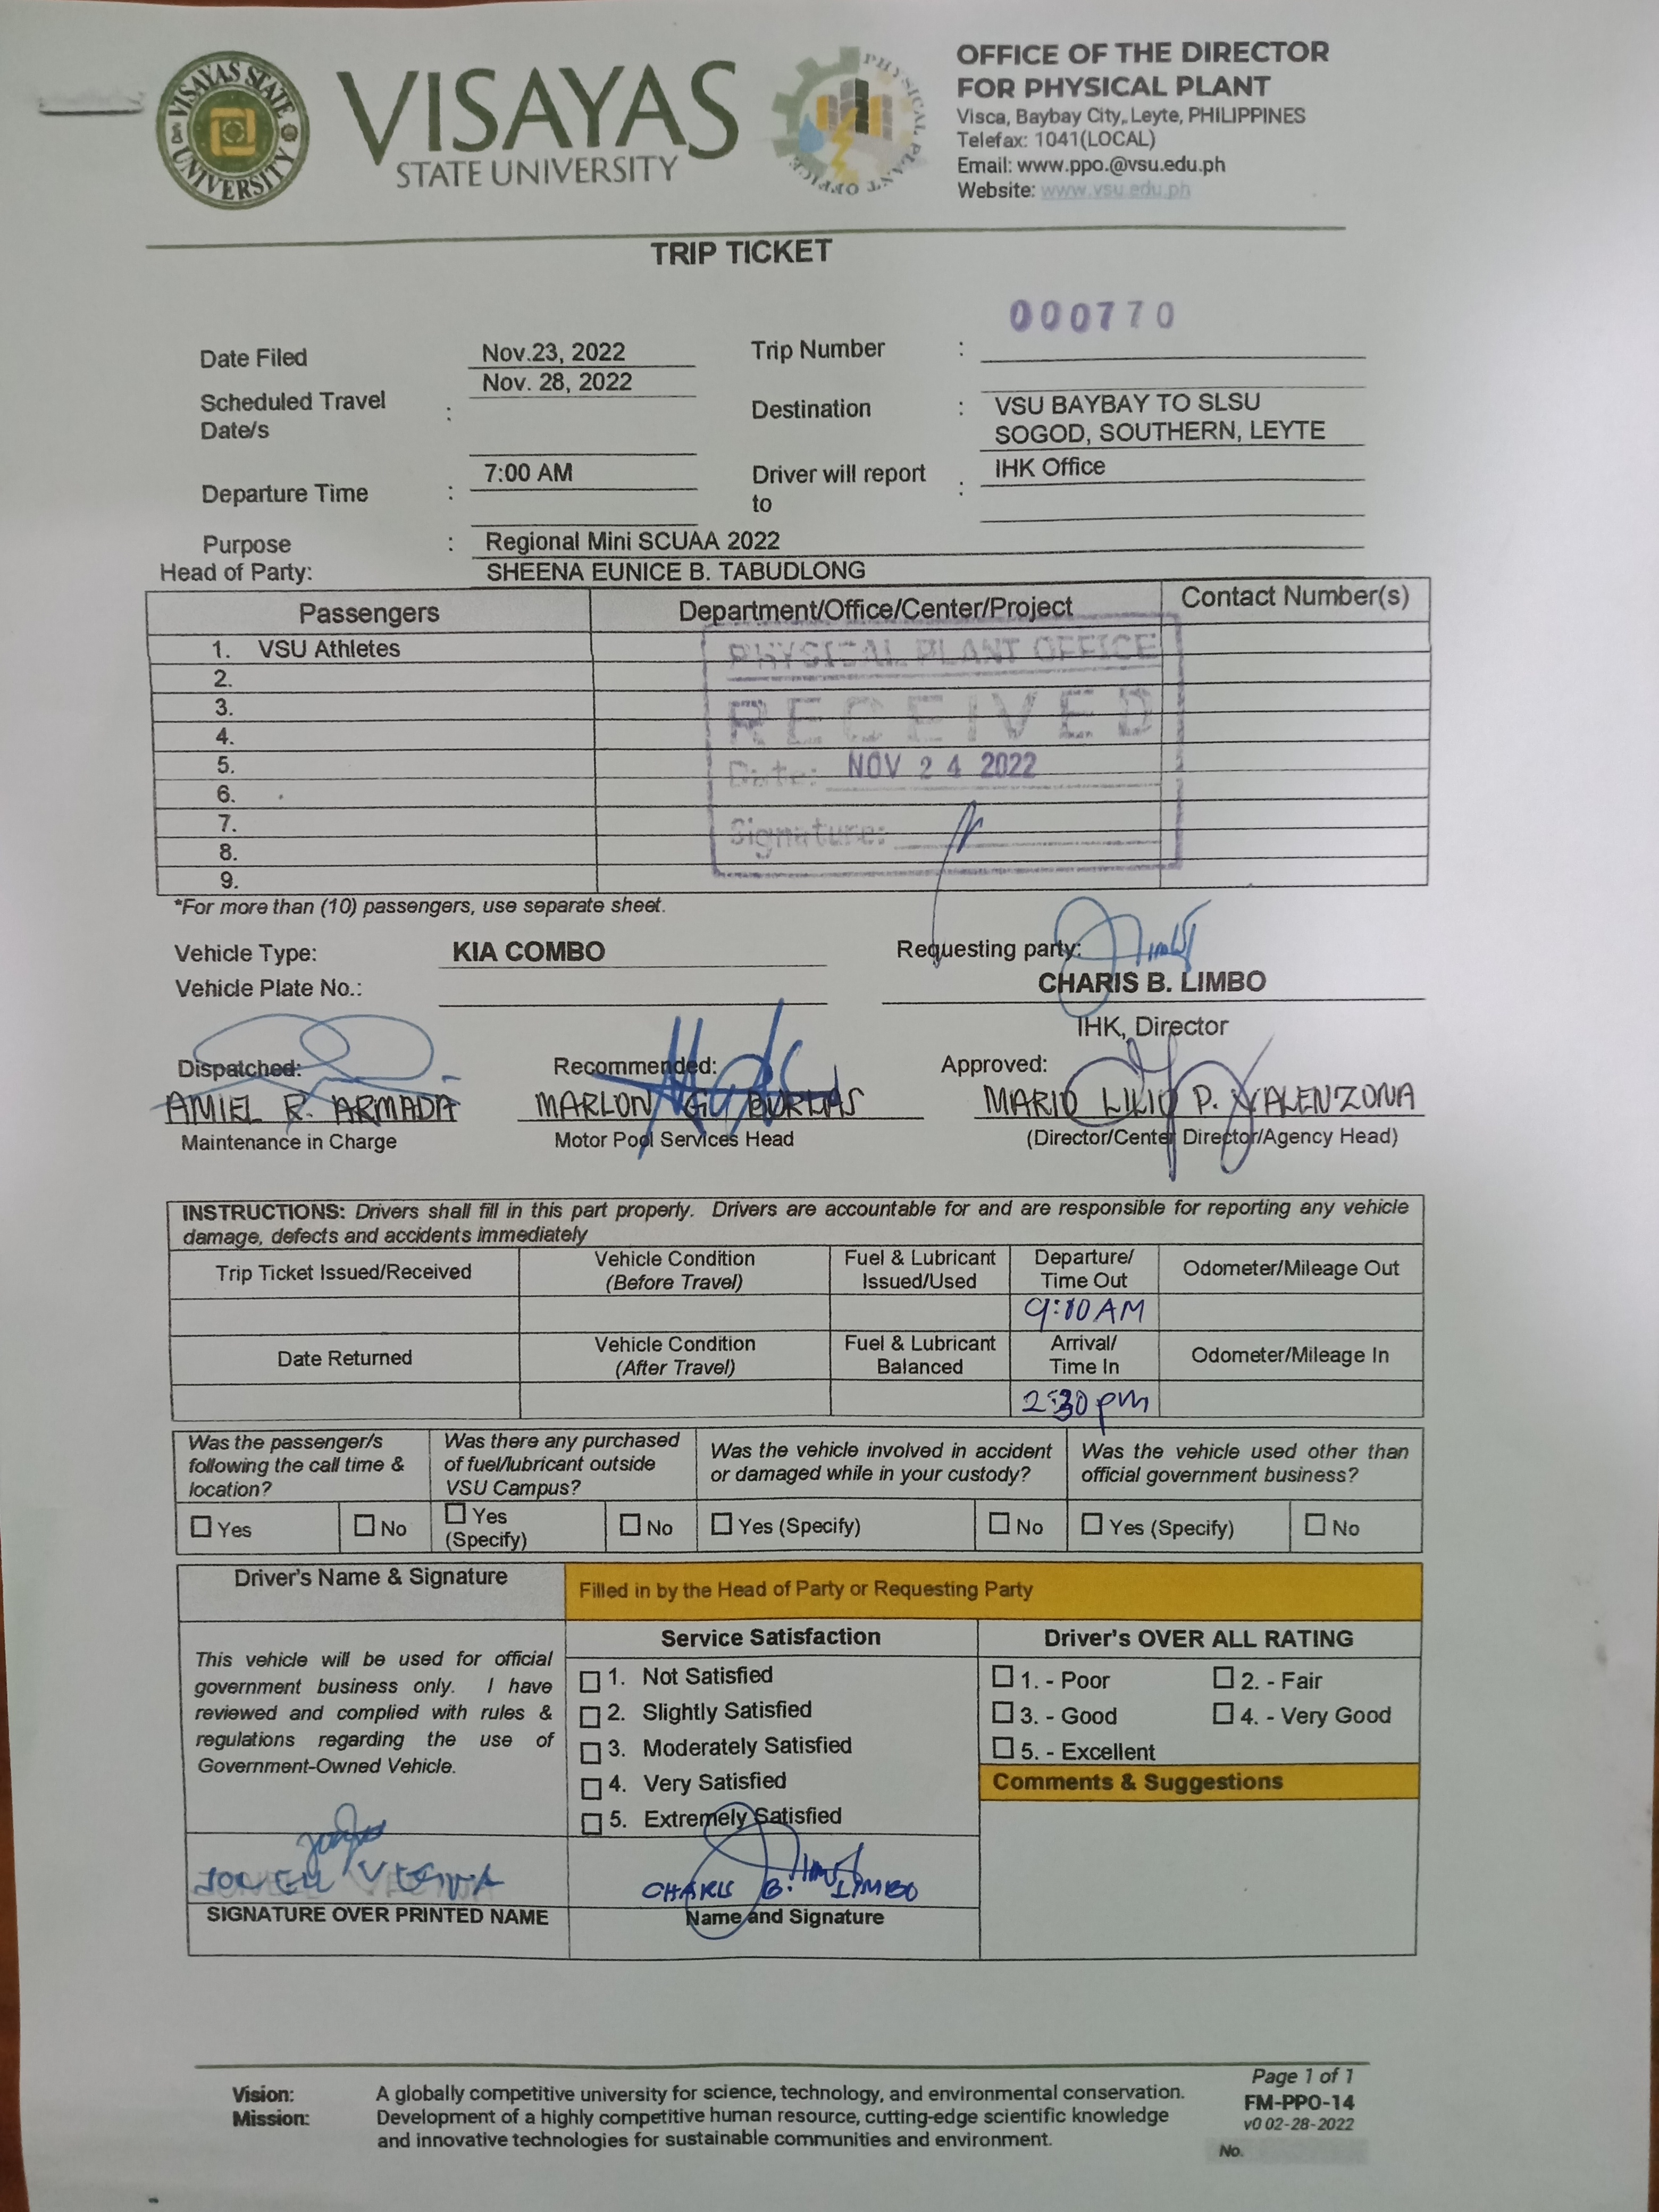 VISAYAS STATE UNIVERSITY
VISAYAS
STATE UNIVERSITY
PHYSICAL PLANT OFFICE
OFFICE OF THE DIRECTOR
FOR PHYSICAL PLANT
Visca, Baybay City, Leyte, PHILIPPINES
Telefax: 1041(LOCAL)
Email: www.ppo.@vsu.edu.ph
Website: www.vsu.edu.ph
TRIP TICKET
000770
Date Filed Nov.23, 2022 Trip Number :
Scheduled Travel Date/s : Nov. 28, 2022
Destination : VSU BAYBAY TO SLSU
SOGOD, SOUTHERN, LEYTE
Departure Time : 7:00 AM
Driver will report to : IHK Office
Purpose : Regional Mini SCUAA 2022
Head of Party: SHEENA EUNICE B. TABUDLONG
Passengers Department/Office/Center/Project Contact Number(s)
1. VSU Athletes
2.
3.
4.
5.
6.
7.
8.
9.
PHYSICAL PLANT OFFICE
RECEIVED
Date: NOV 24 2022
Signature:
*For more than (10) passengers, use separate sheet.
Vehicle Type: KIA COMBO
Vehicle Plate No.:
Requesting party:
CHARIS B. LIMBO
IHK, Director
Dispatched: Recommended: Approved:
AMIEL R. ARMADA MARLON G. BURLAS MARIO LILIO P. VALENZONA
Maintenance in Charge Motor Pool Services Head (Director/Center Director/Agency Head)
INSTRUCTIONS: Drivers shall fill in this part properly. Drivers are accountable for and are responsible for reporting any vehicle
damage, defects and accidents immediately
Trip Ticket Issued/Received Vehicle Condition (Before Travel) Fuel & Lubricant Issued/Used Departure/ Time Out Odometer/Mileage Out
9:10 AM
Date Returned Vehicle Condition (After Travel) Fuel & Lubricant Balanced Arrival/ Time In Odometer/Mileage In
2:30 pm
Was the passenger/s following the call time & location?
Was there any purchased of fuel/lubricant outside VSU Campus?
Was the vehicle involved in accident or damaged while in your custody?
Was the vehicle used other than official government business?
Yes No Yes (Specify) No Yes (Specify) No Yes (Specify) No
Driver's Name & Signature
Filled in by the Head of Party or Requesting Party
This vehicle will be used for official
government business only. I have
reviewed and complied with rules &
regulations regarding the use of
Government-Owned Vehicle.
Service Satisfaction
1. Not Satisfied
2. Slightly Satisfied
3. Moderately Satisfied
4. Very Satisfied
5. Extremely Satisfied
Driver's OVER ALL RATING
1. - Poor 2. - Fair
3. - Good 4. - Very Good
5. - Excellent
Comments & Suggestions
SIGNATURE OVER PRINTED NAME
CHARIS B. LIMBO
Name and Signature
Vision: A globally competitive university for science, technology, and environmental conservation.
Mission: Development of a highly competitive human resource, cutting-edge scientific knowledge
and innovative technologies for sustainable communities and environment.
Page 1 of 1
FM-PPO-14
v0 02-28-2022
No.